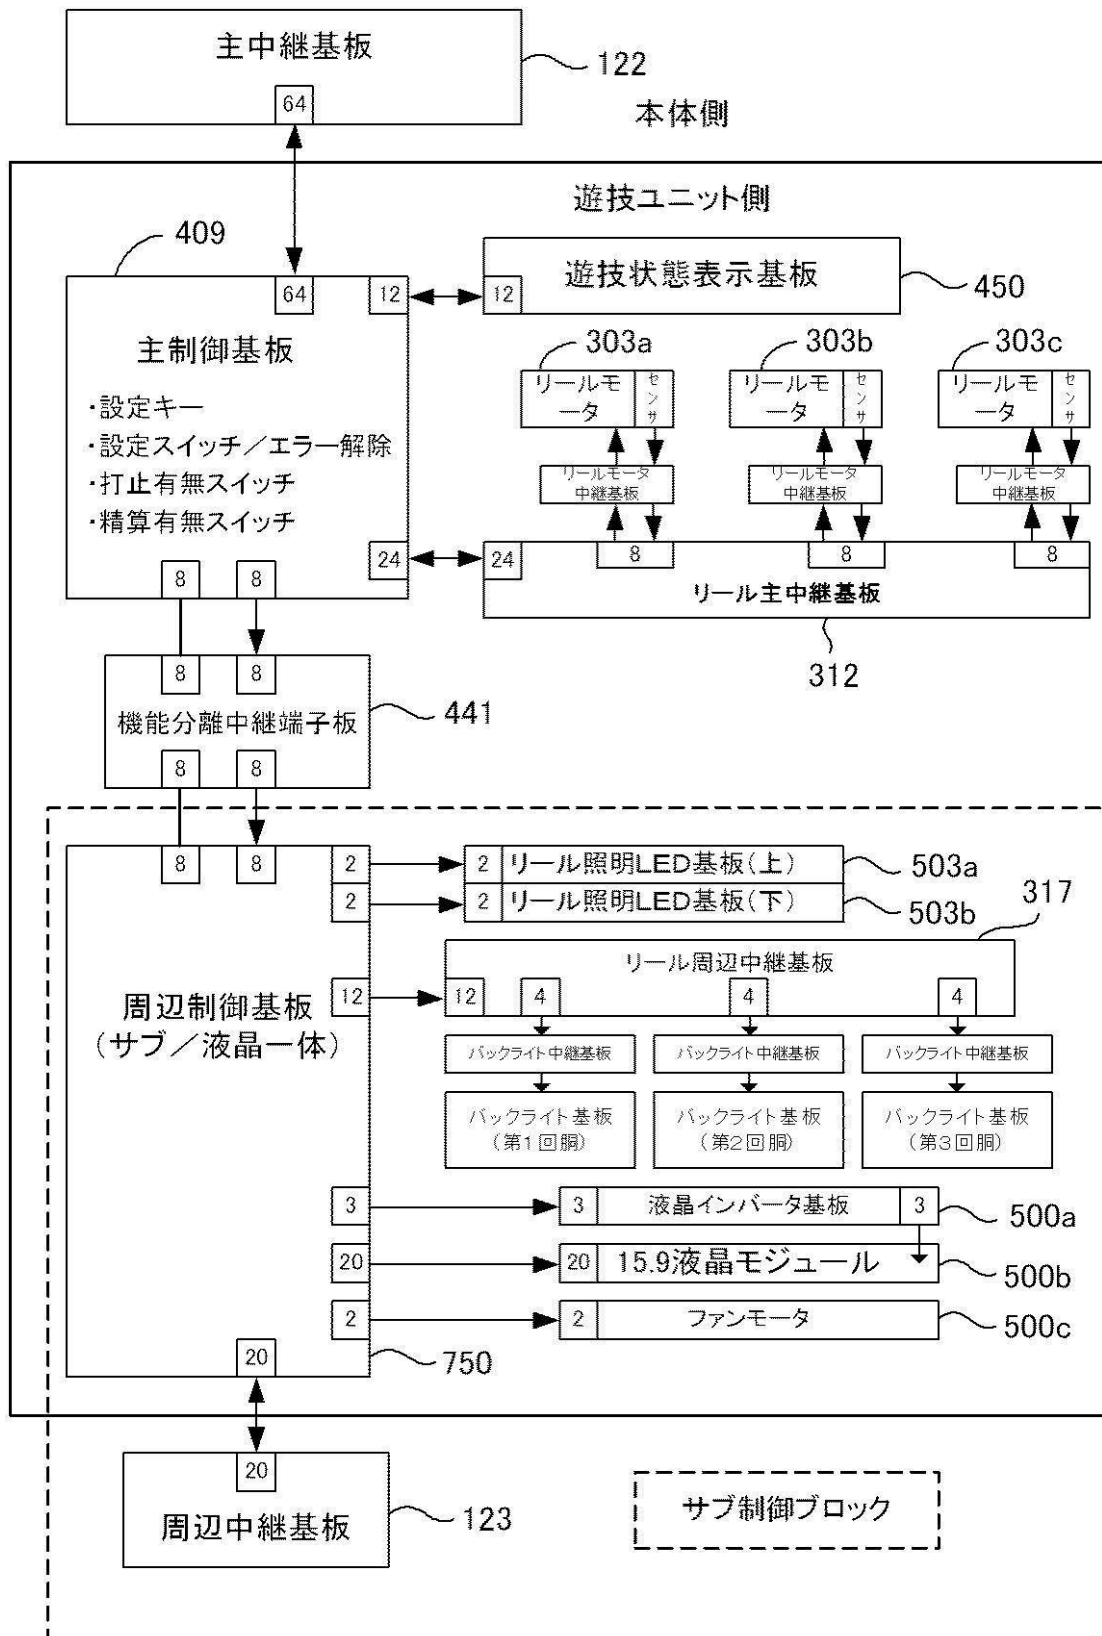 主中継基板
64
122
本体側
遊技ユニット側
409
64
12
12
遊技状態表示基板
450
主制御基板
・設定キー
・設定スイッチ／エラー解除
・打止有無スイッチ
・精算有無スイッチ
303a
303b
303c
リールモ
ータ
センサ
リールモ
ータ
センサ
リールモ
ータ
センサ
リールモータ
中継基板
リールモータ
中継基板
リールモータ
中継基板
24
24
8
8
8
リール主中継基板
312
8
8
8
8
機能分離中継端子板
441
8
8
8
8
2
2
リール照明LED基板(上)
503a
2
2
リール照明LED基板(下)
503b
317
リール周辺中継基板
周辺制御基板
(サブ／液晶一体)
12
12
4
4
4
バックライト中継基板
バックライト中継基板
バックライト中継基板
バックライト基板
(第1回胴)
バックライト基板
(第2回胴)
バックライト基板
(第3回胴)
3
3
液晶インバータ基板
3
500a
20
20
15.9液晶モジュール
500b
2
2
ファンモータ
500c
20
750
20
周辺中継基板
123
サブ制御ブロック